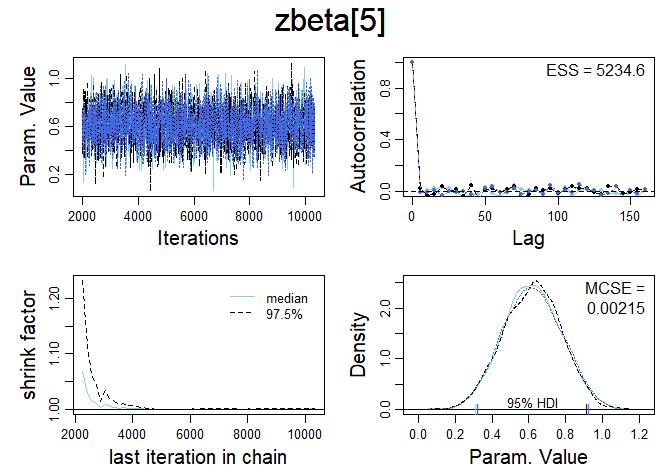 zbeta[5]
Param. Value
0.2 0.6 1.0
2000 4000 6000 8000 10000
Iterations
Autocorrelation
0.0 0.4 0.8
ESS = 5234.6
0 50 100 150
Lag
shrink factor
1.00 1.10 1.20
median
97.5%
2000 4000 6000 8000 10000
last iteration in chain
Density
0.0 1.0 2.0
MCSE =
0.00215
95% HDI
0.0 0.2 0.4 0.6 0.8 1.0 1.2
Param. Value